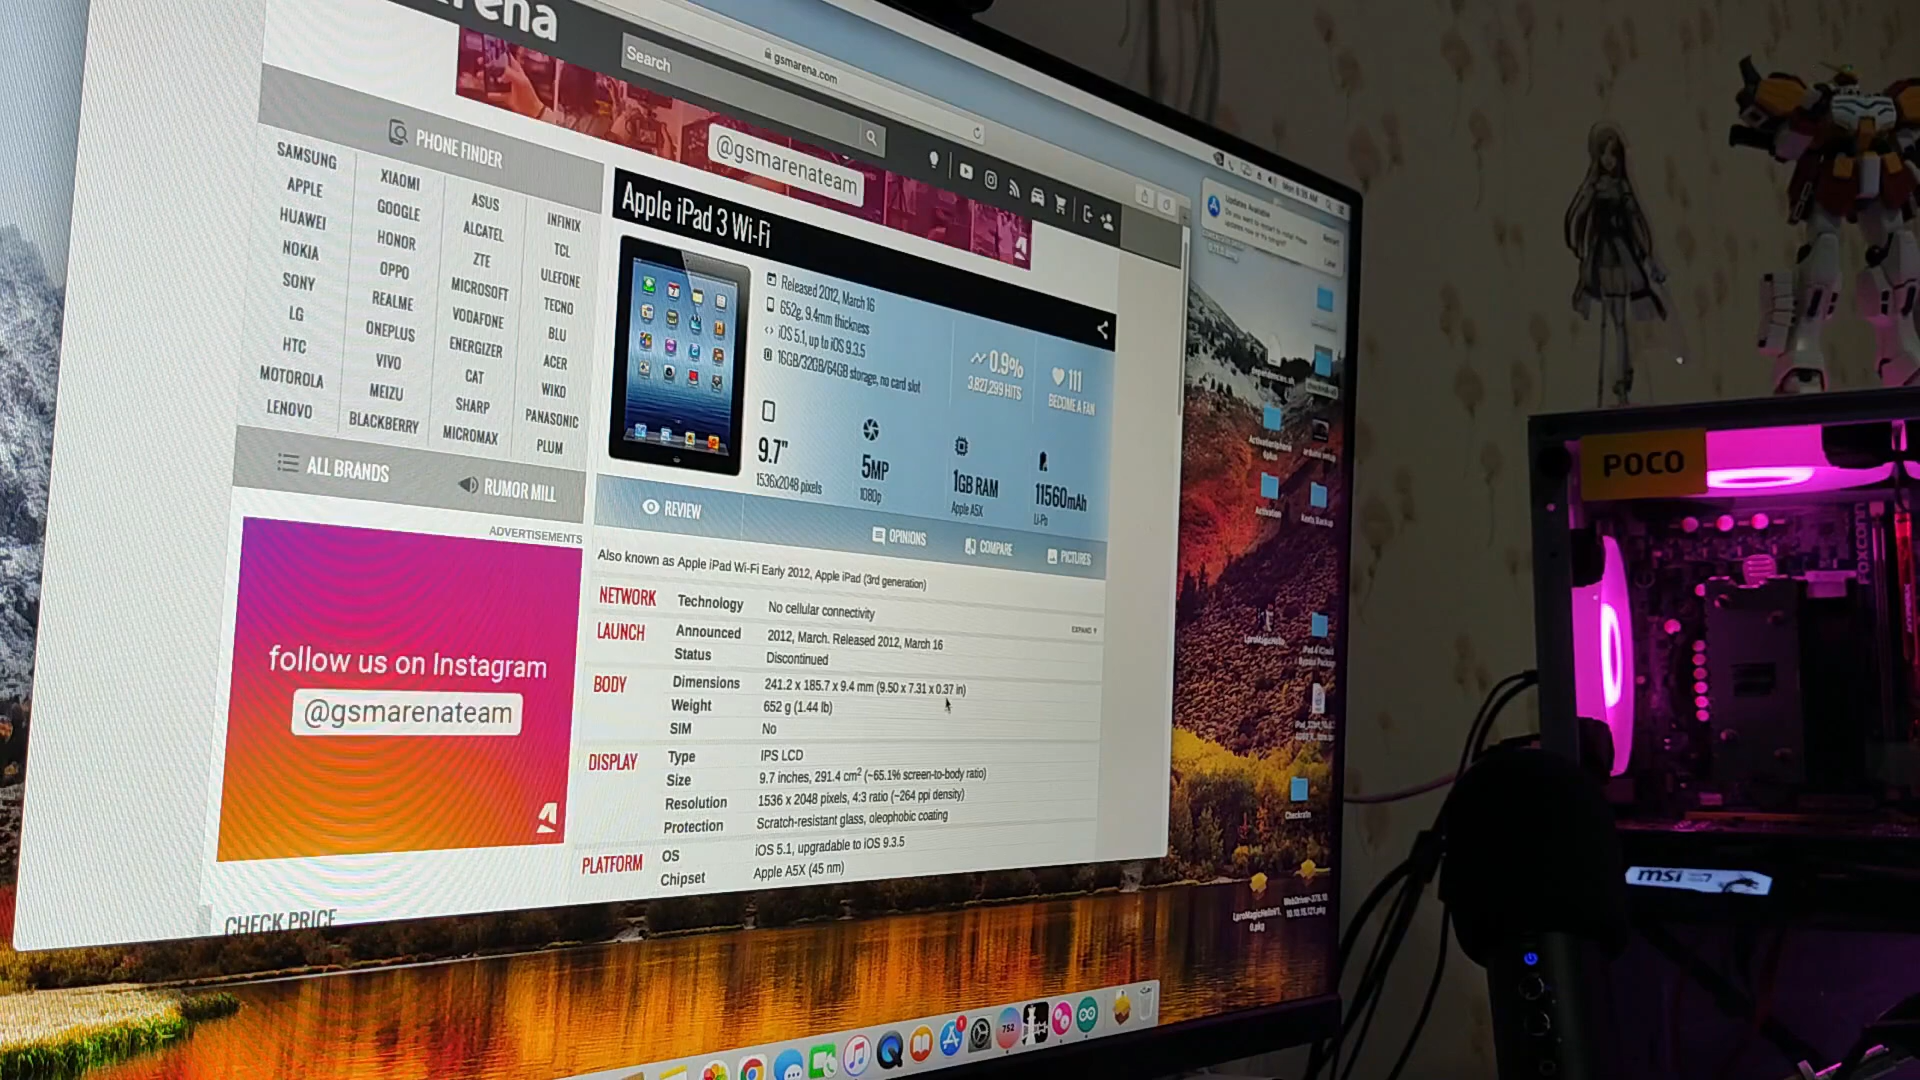 gsmarena.com
Search
@gsmarenateam
PHONE FINDER
SAMSUNG XIAOMI ASUS INFINIX
APPLE GOOGLE ALCATEL TCL
HUAWEI HONOR ZTE ULEFONE
NOKIA OPPO MICROSOFT TECNO
SONY REALME VODAFONE BLU
LG ONEPLUS ENERGIZER ACER
HTC VIVO CAT WIKO
MOTOROLA MEIZU SHARP PANASONIC
LENOVO BLACKBERRY MICROMAX PLUM
ALL BRANDS
RUMOR MILL
ADVERTISEMENTS
follow us on Instagram
@gsmarenateam
CHECK PRICE
Apple iPad 3 Wi-Fi
Released 2012, March 16
652g, 9.4mm thickness
iOS 5.1, up to iOS 9.3.5
16GB/32GB/64GB storage, no card slot
0.9%
3,827,299 HITS
111
BECOME A FAN
9.7"
1536x2048 pixels
5MP
1080p
1GB RAM
Apple A5X
11560mAh
Li-Po
REVIEW
OPINIONS
COMPARE
PICTURES
Also known as Apple iPad Wi-Fi Early 2012, Apple iPad (3rd generation)
NETWORK Technology No cellular connectivity
EXPAND
LAUNCH Announced 2012, March. Released 2012, March 16
Status Discontinued
BODY Dimensions 241.2 x 185.7 x 9.4 mm (9.50 x 7.31 x 0.37 in)
Weight 652 g (1.44 lb)
SIM No
DISPLAY Type IPS LCD
Size 9.7 inches, 291.4 cm2 (~65.1% screen-to-body ratio)
Resolution 1536 x 2048 pixels, 4:3 ratio (~264 ppi density)
Protection Scratch-resistant glass, oleophobic coating
PLATFORM OS iOS 5.1, upgradable to iOS 9.3.5
Chipset Apple A5X (45 nm)
Updates Available
Restart
Later
Activation
Checkra1n
752
POCO
FOXCONN
msi